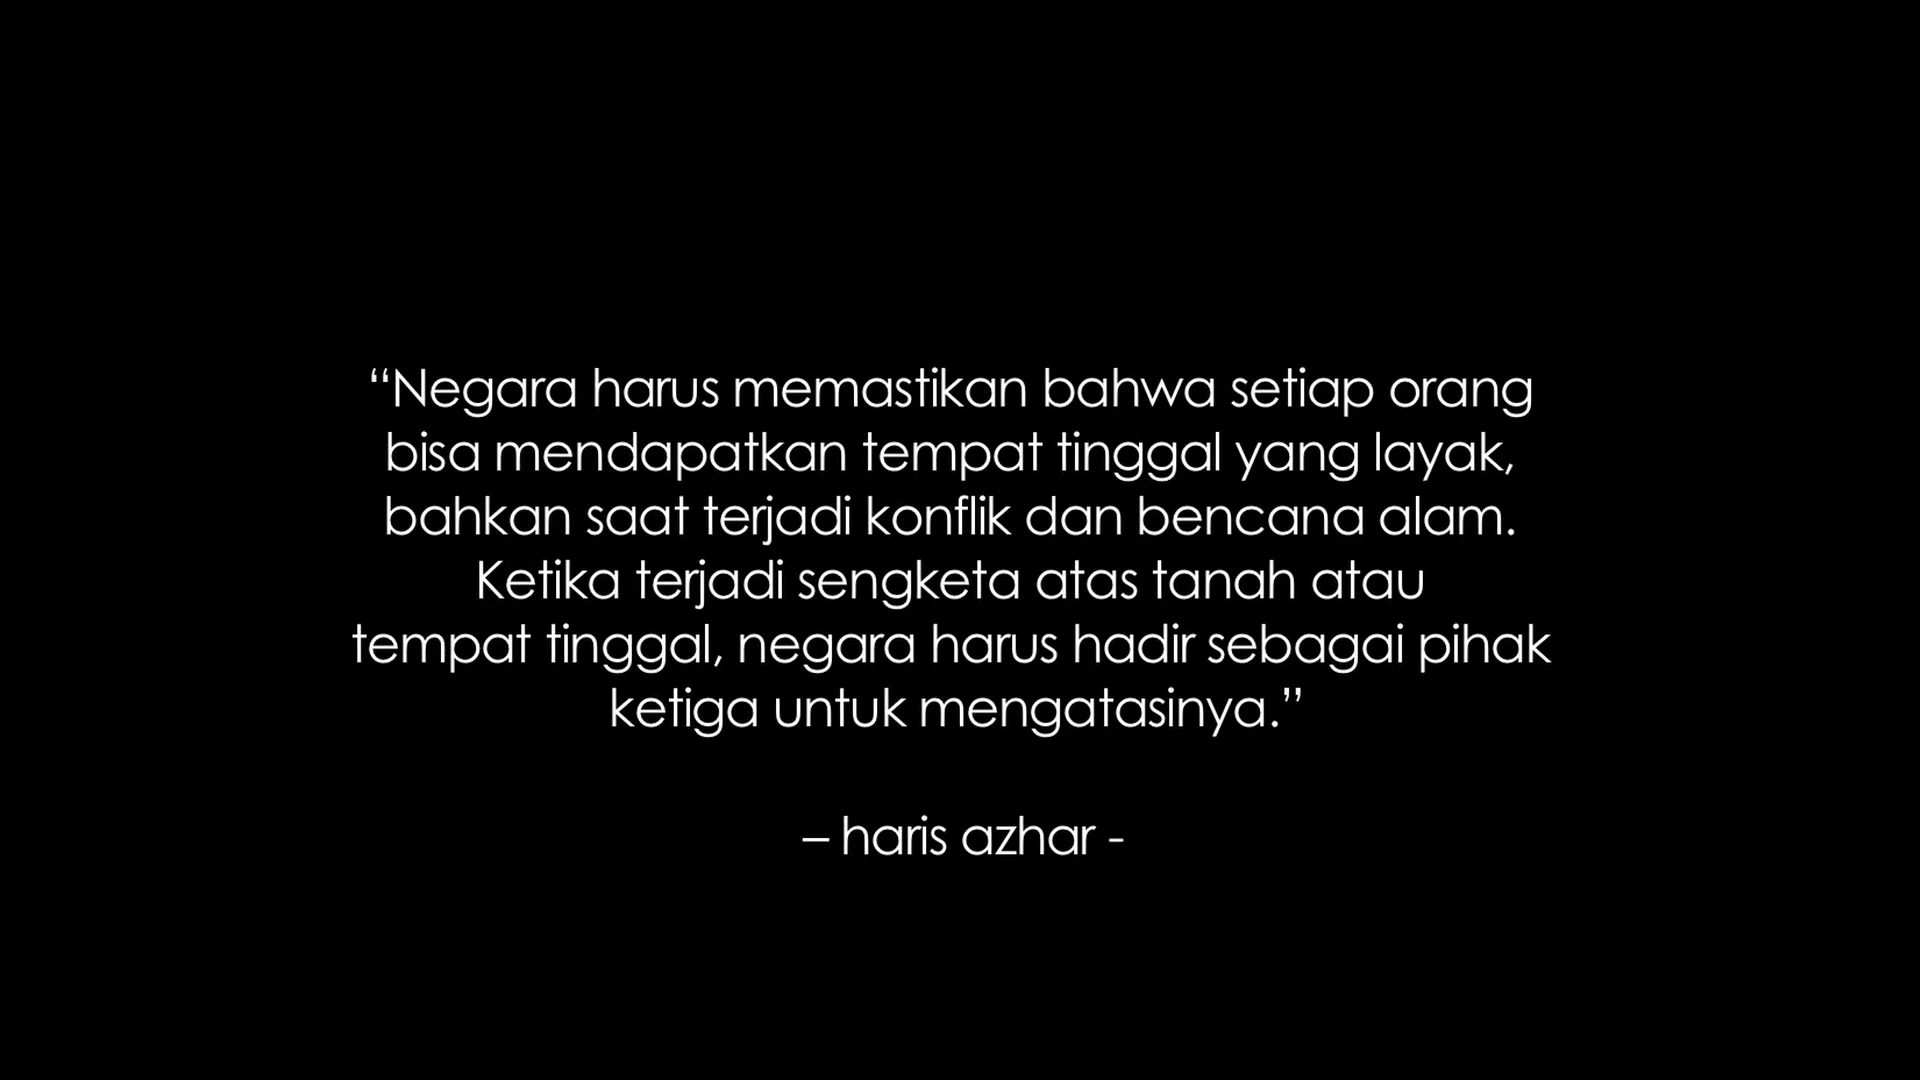 “Negara harus memastikan bahwa setiap orang
bisa mendapatkan tempat tinggal yang layak,
bahkan saat terjadi konflik dan bencana alam.
Ketika terjadi sengketa atas tanah atau
tempat tinggal, negara harus hadir sebagai pihak
ketiga untuk mengatasinya.”
– haris azhar -